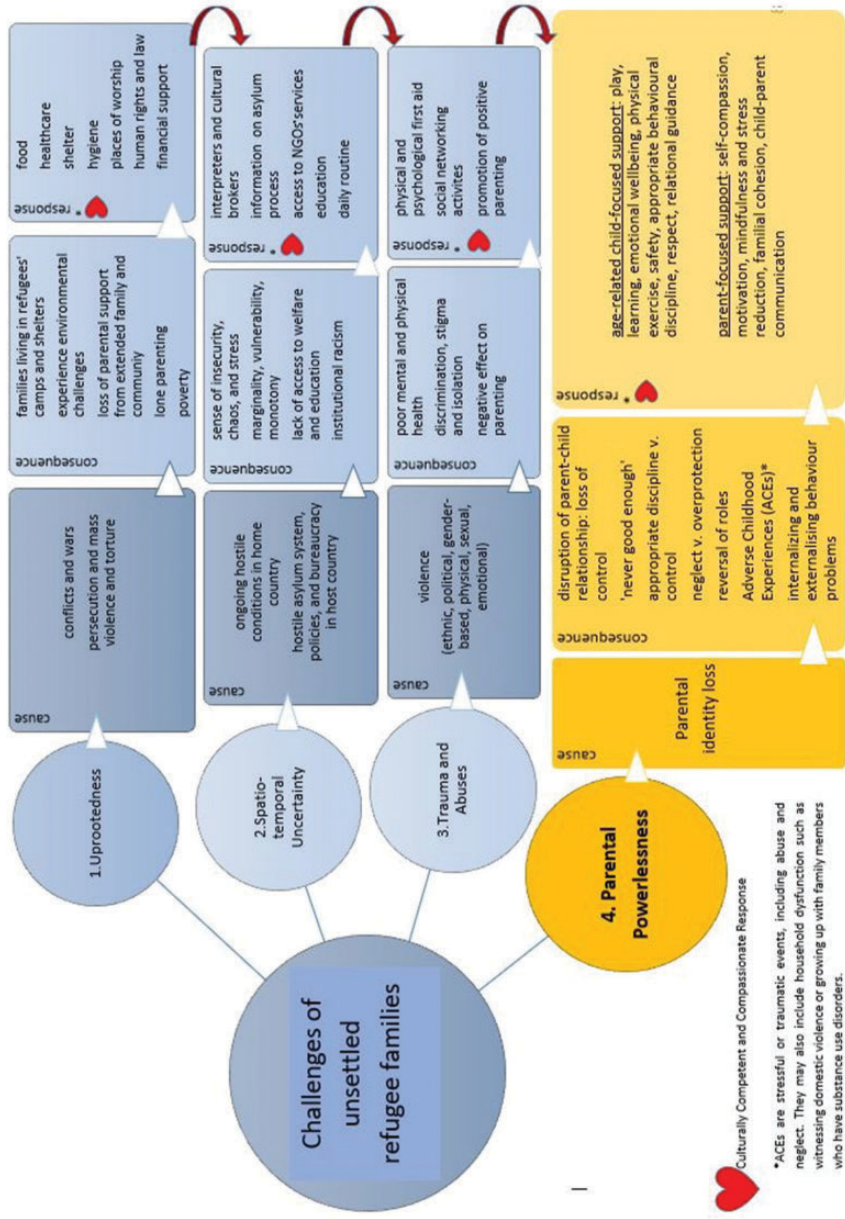 Challenges of
unsettled
refugee families
1.Uprootedness
cause
conflicts and wars
persecution and mass
violence and torture
consequence
families living in refugees'
camps and shelters
experience environmental
challenges
loss of parental support
from extended family and
communiy
lone parenting
poverty
response *
food
healthcare
shelter
hygiene
places of worship
human rights and law
financial support
2.Spatio-
temporal
Uncertainty
cause
ongoing hostile
conditions in home
country
hostile asylum system,
policies, and bureaucracy
in host country
consequence
sense of insecurity,
chaos, and stress
marginality, vulnerability,
monotony
lack of access to welfare
and education
institutional racism
response *
interpreters and cultural
brokers
information on asylum
process
access to NGOs' services
education
daily routine
3.Trauma and
Abuses
cause
violence
(ethnic, political, gender-
based, physical, sexual,
emotional)
consequence
poor mental and physical
health
discrimination, stigma
and isolation
negative effect on
parenting
response *
physical and
psychological first aid
social networking
activites
promotion of positive
parenting
4. Parental
Powerlessness
cause
Parental
identity loss
consequence
disruption of parent-child
relationship: loss of
control
'never good enough'
appropriate discipline v.
control
neglect v. overprotection
reversal of roles
Adverse Childhood
Experiences (ACEs)*
internalizing and
externalising behaviour
problems
response *
age-related child-focused support: play,
learning, emotional wellbeing, physical
exercise, safety, appropriate behavioural
discipline, respect, relational guidance
parent-focused support: self-compassion,
motivation, mindfulness and stress
reduction, familial cohesion, child-parent
communication
Culturally Competent and Compassionate Response
*ACEs are stressful or traumatic events, including abuse and
neglect. They may also include household dysfunction such as
witnessing domestic violence or growing up with family members
who have substance use disorders.